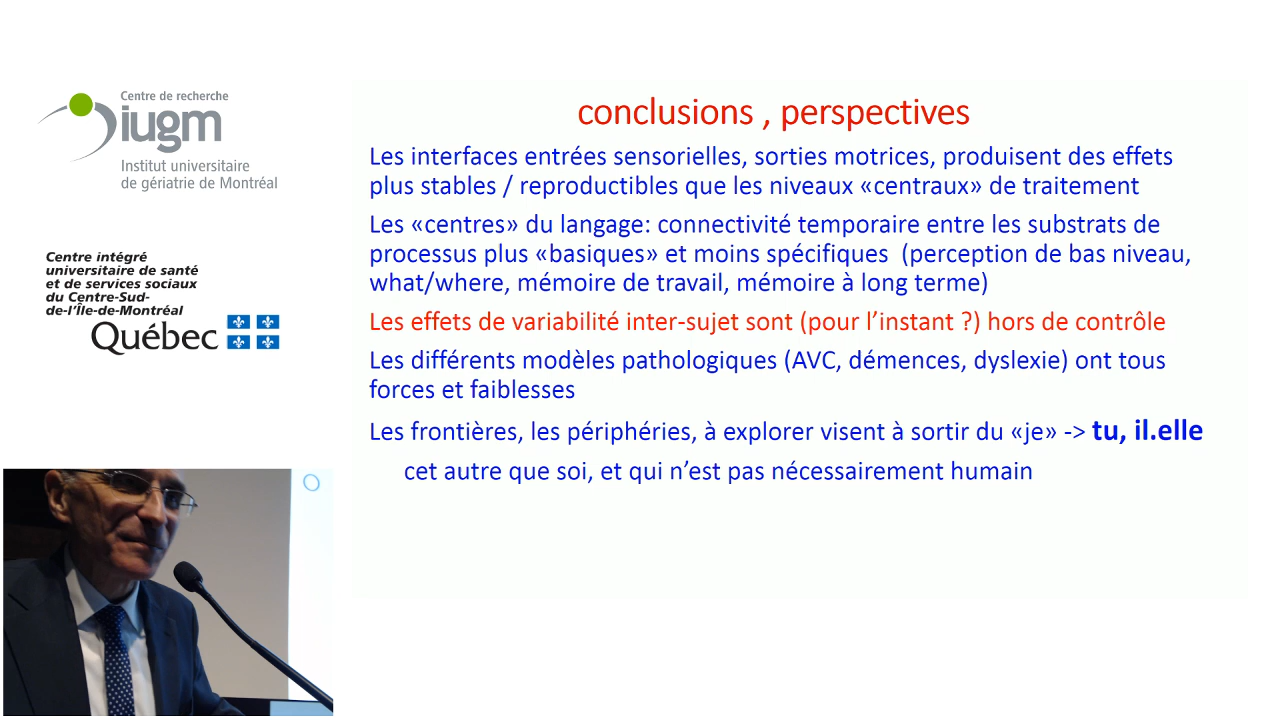 Centre de recherche
iugm
Institut universitaire
de gériatrie de Montréal
Centre intégré
universitaire de santé
et de services sociaux
du Centre-Sud-
de-l'Île-de-Montréal
Québec
conclusions , perspectives
Les interfaces entrées sensorielles, sorties motrices, produisent des effets
plus stables / reproductibles que les niveaux «centraux» de traitement
Les «centres» du langage: connectivité temporaire entre les substrats de
processus plus «basiques» et moins spécifiques (perception de bas niveau,
what/where, mémoire de travail, mémoire à long terme)
Les effets de variabilité inter-sujet sont (pour l'instant ?) hors de contrôle
Les différents modèles pathologiques (AVC, démences, dyslexie) ont tous
forces et faiblesses
Les frontières, les périphéries, à explorer visent à sortir du «je» -> tu, il.elle
cet autre que soi, et qui n'est pas nécessairement humain